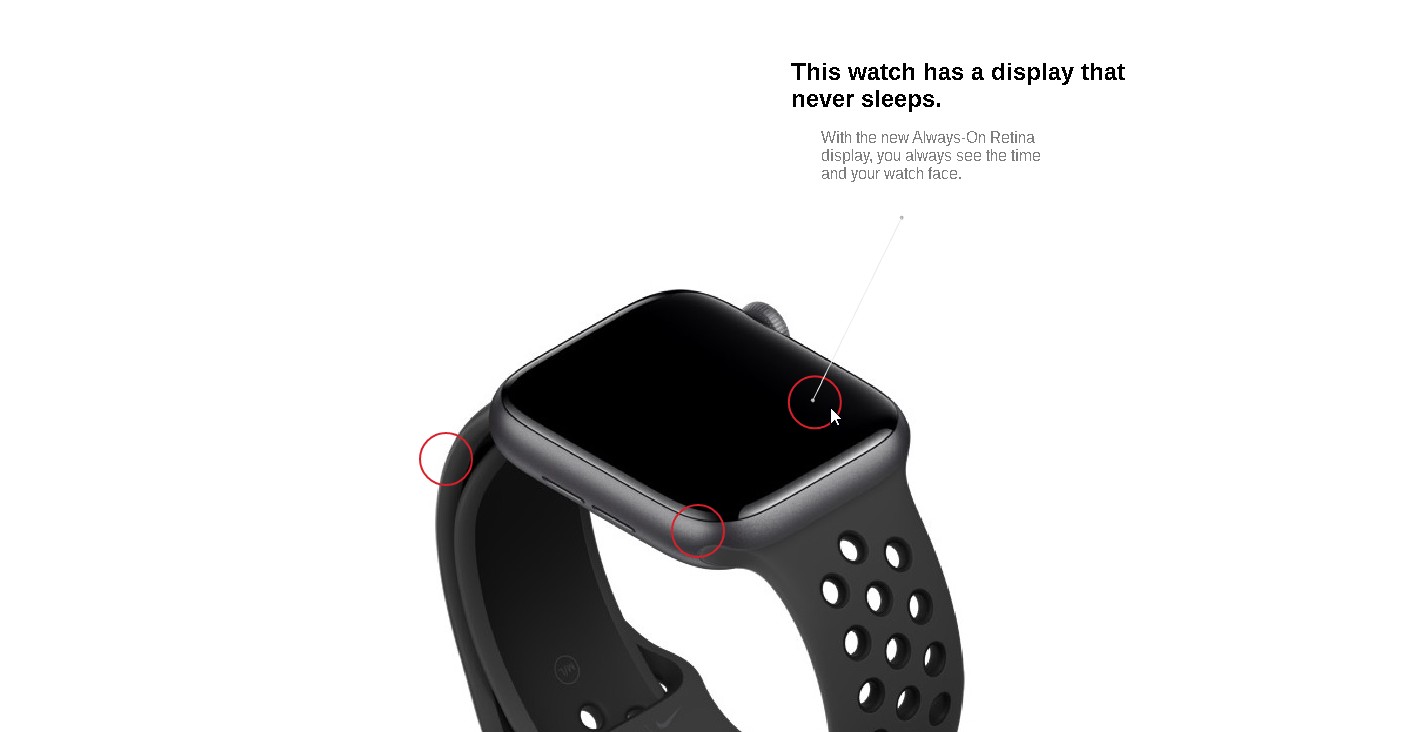 This watch has a display that
never sleeps.
With the new Always-On Retina
display, you always see the time
and your watch face.